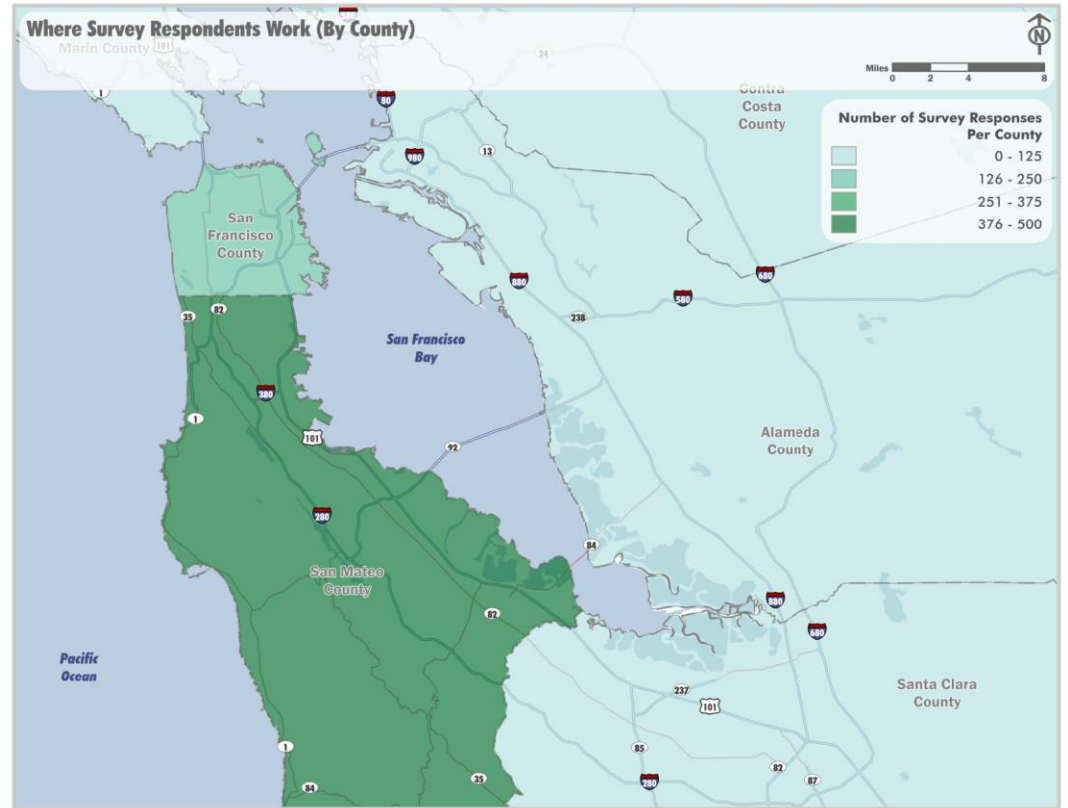 Where Survey Respondents Work (By County)
Marin County
101
24
N
Miles
0 2 4 8
1
80
Contra
Costa
County
Number of Survey Responses
Per County
0 - 125
126 - 250
251 - 375
376 - 500
980
13
San
Francisco
County
680
880
580
35
82
238
San Francisco
Bay
380
1
101
92
Alameda
County
280
84
San Mateo
County
82
880
680
Pacific
Ocean
237
101
Santa Clara
County
1
85
35
84
280
82
87